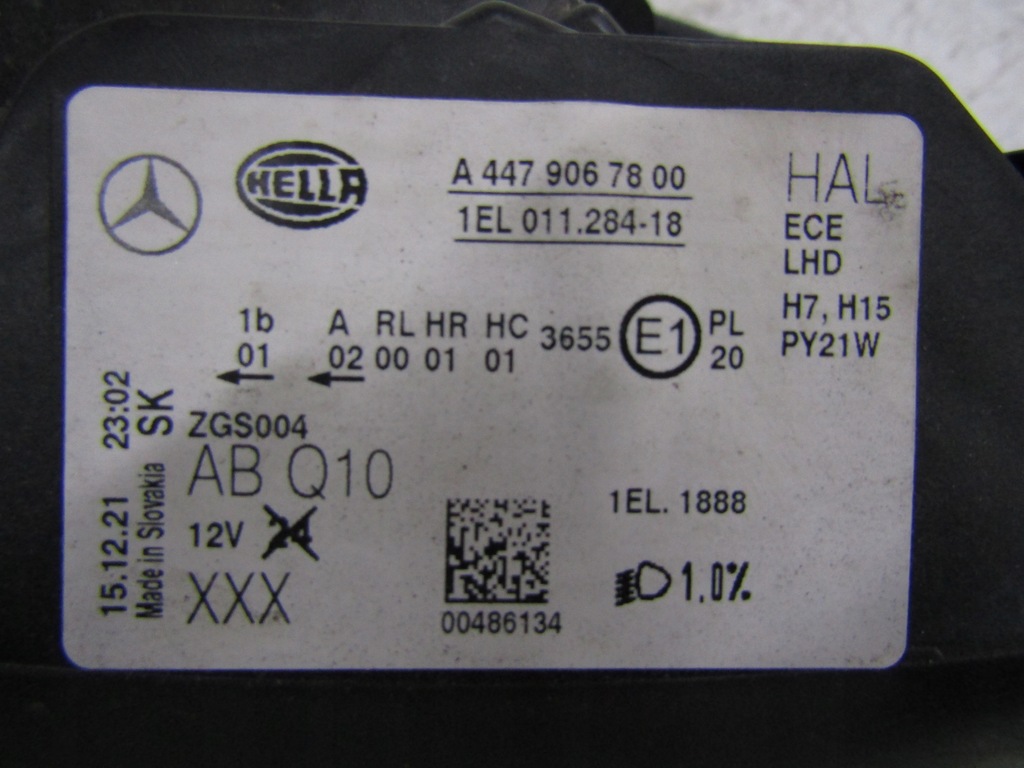 HELLA
A 447 906 78 00
1EL 011.284-18
HAL
ECE
LHD
H7, H15
PY21W
1b A RL HR HC 3655 E1 PL
01 02 00 01 01 20
ZGS004
AB Q10
12V 24
XXX
15.12.21 23:02
Made in Slovakia SK
00486134
1EL. 1888
1.0%